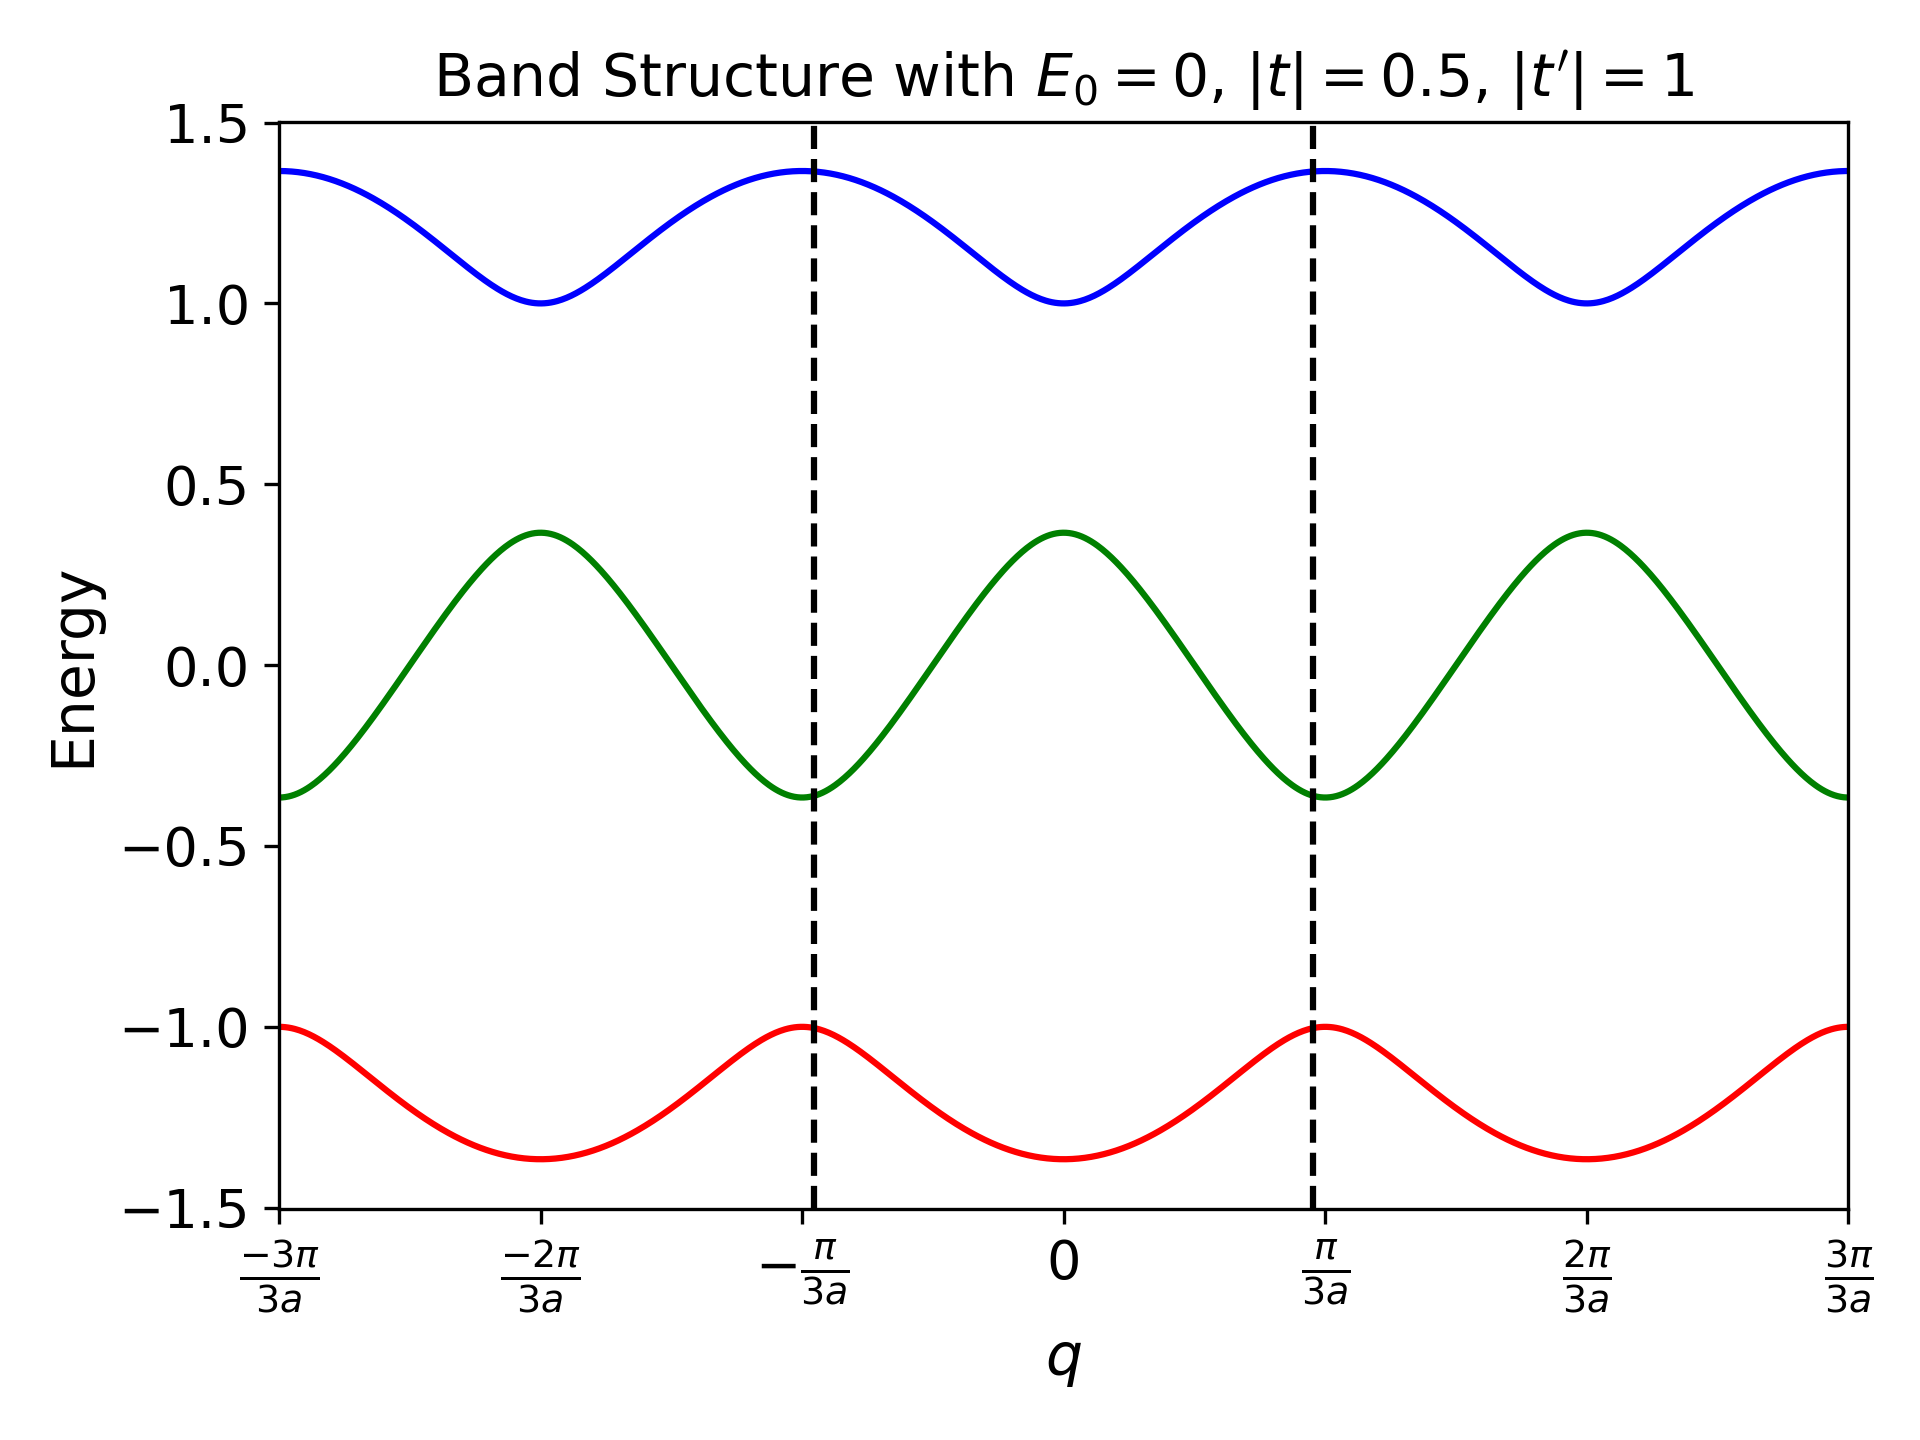 Band Structure with $E_0 = 0$, $|t| = 0.5$, $|t'| = 1$
1.5
1.0
0.5
0.0
−0.5
−1.0
−1.5
Energy
$\frac{-3\pi}{3a}$ $\frac{-2\pi}{3a}$ $-\frac{\pi}{3a}$ 0 $\frac{\pi}{3a}$ $\frac{2\pi}{3a}$ $\frac{3\pi}{3a}$
$q$